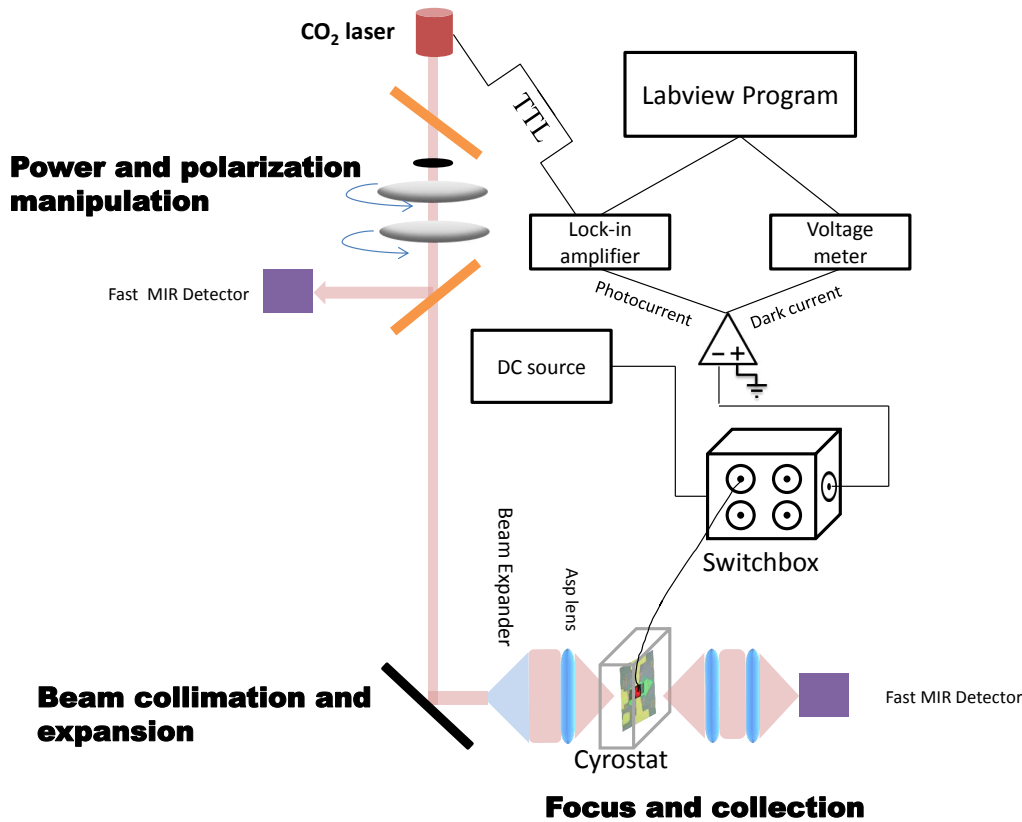 CO₂ laser
TTL
Labview Program
Power and polarization
manipulation
Lock-in
amplifier
Voltage
meter
Fast MIR Detector
Photocurrent
Dark current
− +
DC source
Switchbox
Beam Expander
Asp lens
Beam collimation and
expansion
Fast MIR Detector
Cyrostat
Focus and collection